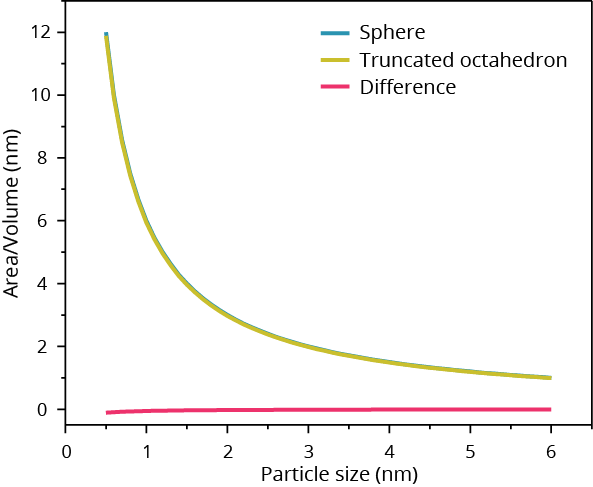 Sphere
Truncated octahedron
Difference
Area/Volume (nm)
12
10
8
6
4
2
0
0 1 2 3 4 5 6
Particle size (nm)